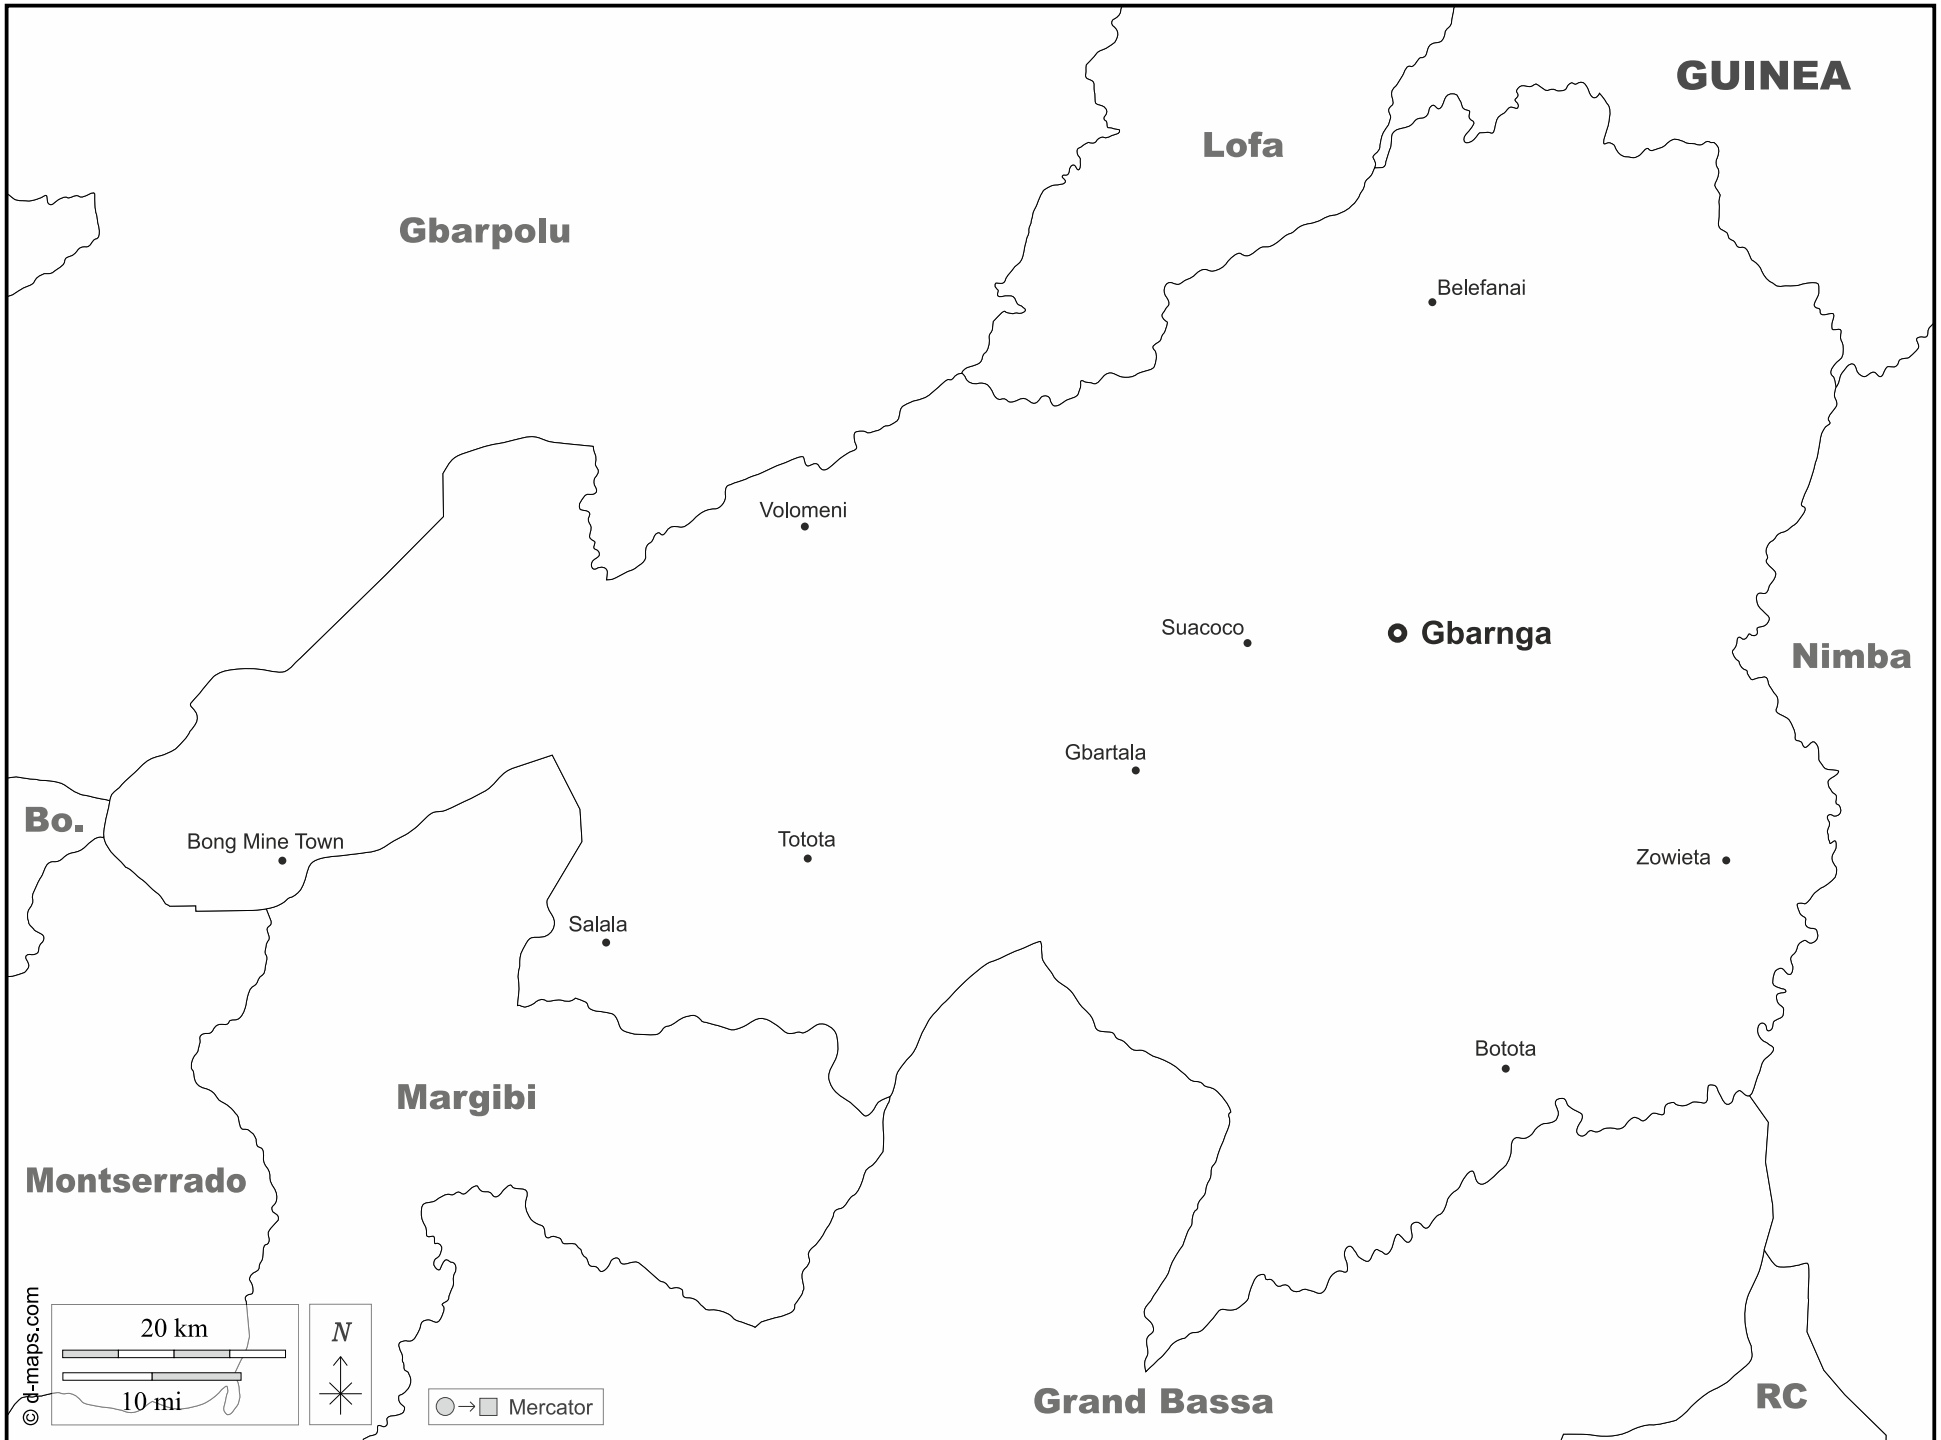 GUINEA
Lofa
Gbarpolu
Belefanai
Volomeni
Suacoco
Gbarnga
Nimba
Gbartala
Bo.
Bong Mine Town
Totota
Zowieta
Salala
Botota
Margibi
Montserrado
© d-maps.com
20 km
10 mi
N
Mercator
Grand Bassa
RC